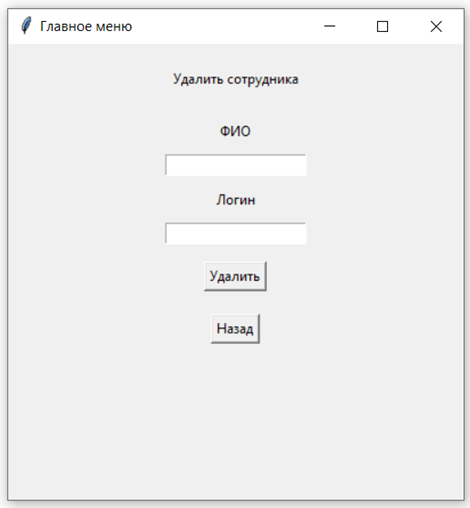 Главное меню
Удалить сотрудника
ФИО
Логин
Удалить
Назад